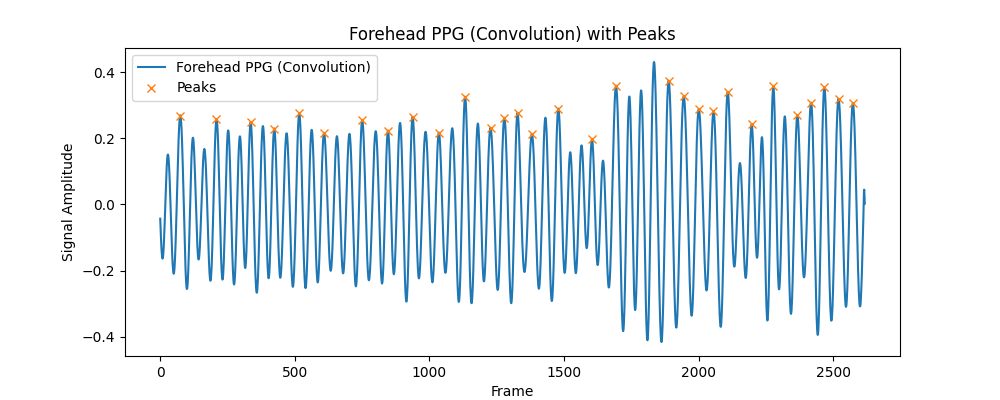 Forehead PPG (Convolution) with Peaks
Forehead PPG (Convolution)
Peaks
0.4
0.2
0.0
−0.2
−0.4
Signal Amplitude
0 500 1000 1500 2000 2500
Frame